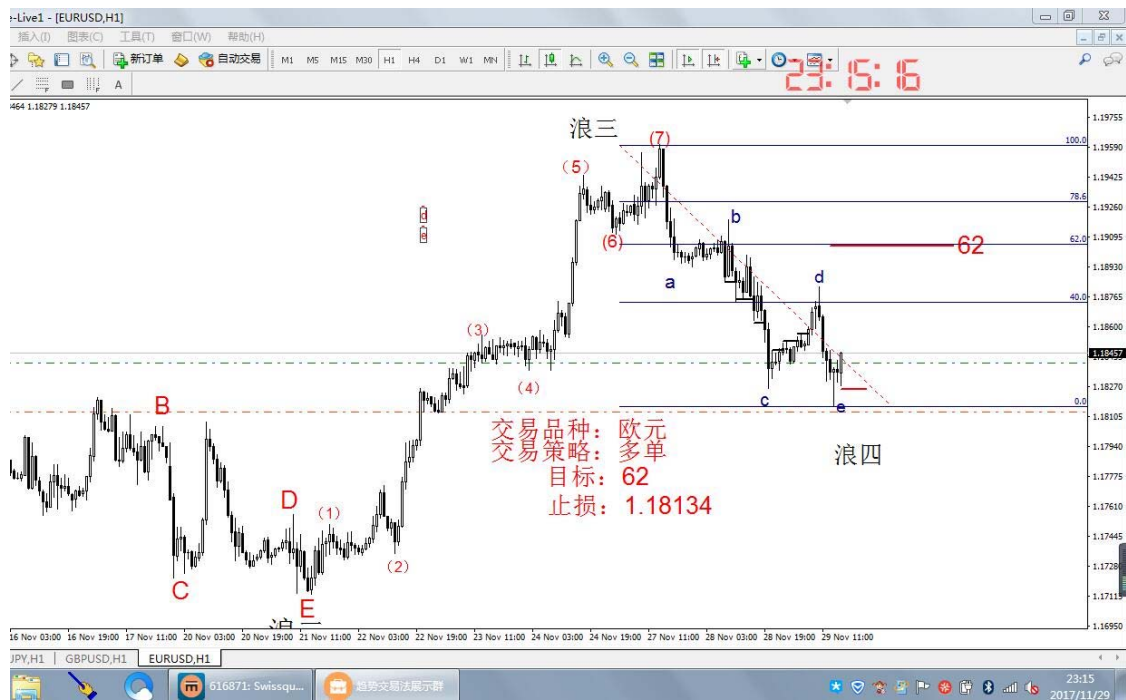 e-Live1 - [EURUSD,H1]
插入(I) 图表(C) 工具(T) 窗口(W) 帮助(H)
新订单 自动交易 M1 M5 M15 M30 H1 H4 D1 W1 MN
A
23:15:16
464 1.18279 1.18457
浪三
(7)
100.0
1.19755
1.19590
(5)
1.19425
78.6
d
b
1.19260
e
(6)
62.0
62
1.19095
a
d
1.18930
40.0
1.18765
(3)
1.18600
1.18457
(4)
c
e
0.0
1.18270
B
1.18105
交易品种：欧元
交易策略：多单
浪四
1.17940
目标：62
1.17775
D
(1)
止损：1.18134
1.17610
1.17445
(2)
C
E
1.17280
1.17115
1.16950
16 Nov 03:00 16 Nov 19:00 17 Nov 11:00 20 Nov 03:00 20 Nov 19:00 21 Nov 11:00 22 Nov 03:00 22 Nov 19:00 23 Nov 11:00 24 Nov 03:00 24 Nov 19:00 27 Nov 11:00 28 Nov 03:00 28 Nov 19:00 29 Nov 11:00
JPY,H1 GBPUSD,H1 EURUSD,H1
616871: Swissqu... 趋势交易法展示群
23:15
2017/11/29